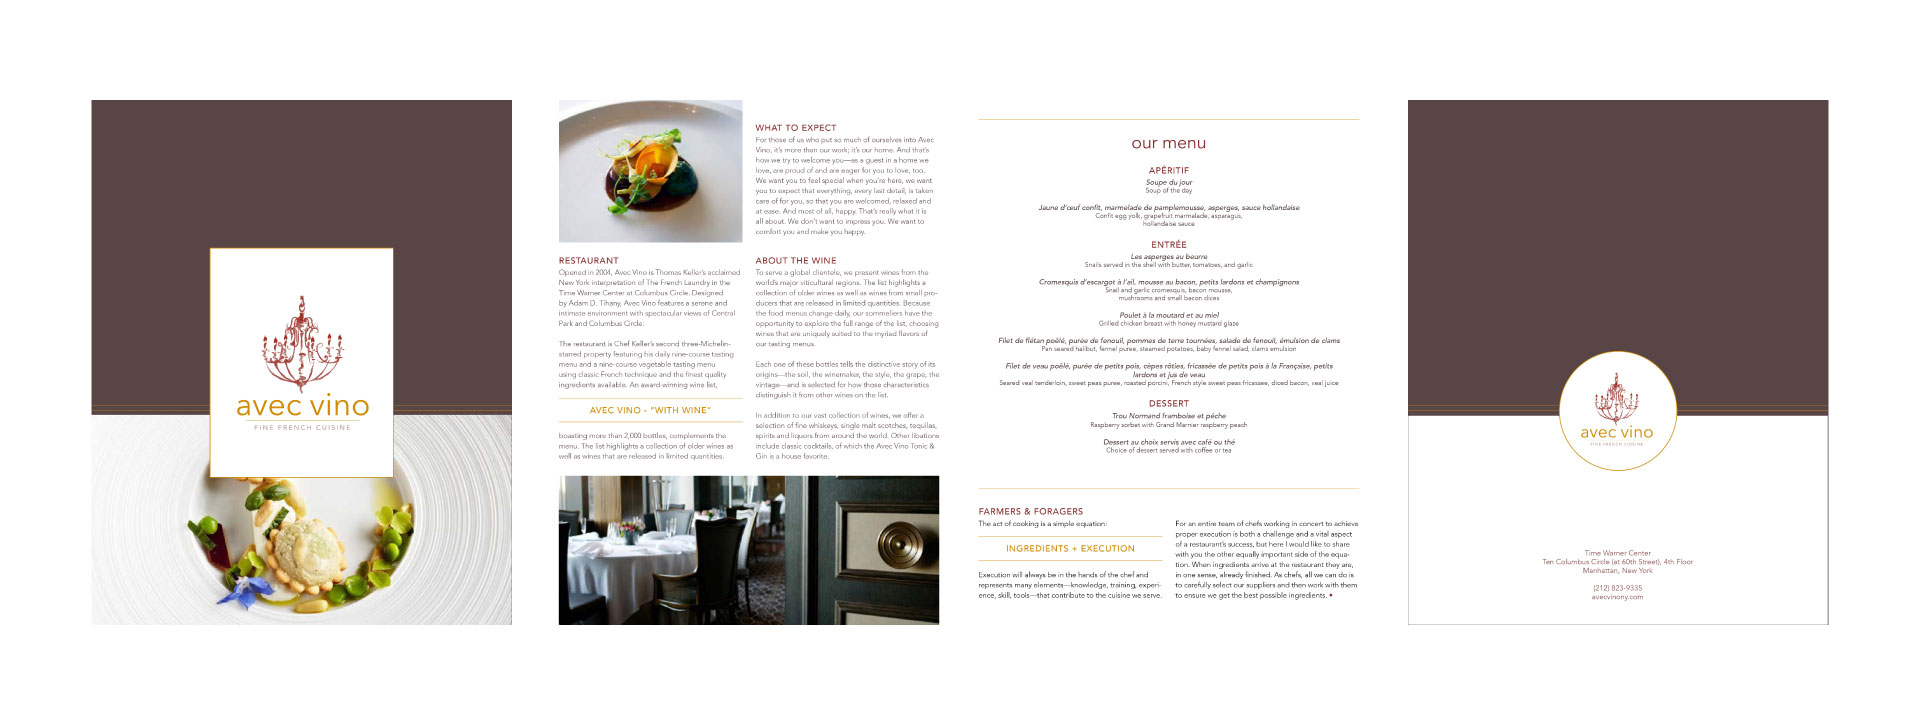 avec vino
FINE FRENCH CUISINE
WHAT TO EXPECT
For those of us who put so much of ourselves into Avec
Vino, it's more than our work; it's our home. And that's
how we try to welcome you—as a guest in a home we
love, are proud of and are eager for you to love, too.
We want you to feel special when you're here, we want
you to expect that everything, every last detail, is taken
care of for you, so that you are welcomed, relaxed and
at ease. And most of all, happy. That's really what it is
all about. We don't want to impress you. We want to
comfort you and make you happy.
RESTAURANT
Opened in 2004, Avec Vino is Thomas Keller's acclaimed
New York interpretation of The French Laundry in the
Time Warner Center at Columbus Circle. Designed
by Adam D. Tihany, Avec Vino features a serene and
intimate environment with spectacular views of Central
Park and Columbus Circle.
The restaurant is Chef Keller's second three-Michelin-
starred property featuring his daily nine-course tasting
menu and a nine-course vegetable tasting menu
using classic French technique and the finest quality
ingredients available. An award-winning wine list,
AVEC VINO - "WITH WINE"
boasting more than 2,000 bottles, complements the
menu. The list highlights a collection of older wines as
well as wines that are released in limited quantities.
ABOUT THE WINE
To serve a global clientele, we present wines from the
world's major viticultural regions. The list highlights a
collection of older wines as well as wines from small pro-
ducers that are released in limited quantities. Because
the food menus change daily, our sommeliers have the
opportunity to explore the full range of the list, choosing
wines that are uniquely suited to the myriad flavors of
our tasting menus.
Each one of these bottles tells the distinctive story of its
origins—the soil, the winemaker, the style, the grape, the
vintage—and is selected for how those characteristics
distinguish it from other wines on the list.
In addition to our vast collection of wines, we offer a
selection of fine whiskeys, single malt scotches, tequilas,
spirits and liquors from around the world. Other libations
include classic cocktails, of which the Avec Vino Tonic &
Gin is a house favorite.
our menu
APÉRITIF
Soupe du jour
Soup of the day
Jaune d'œuf confit, marmelade de pamplemousse, asperges, sauce hollandaise
Confit egg yolk, grapefruit marmalade, asparagus,
hollandaise sauce
ENTRÉE
Les asperges au beurre
Snails served in the shell with butter, tomatoes, and garlic
Cromesquis d'escargot à l'ail, mousse au bacon, petits lardons et champignons
Snail and garlic cromesquis, bacon mousse,
mushrooms and small bacon dices
Poulet à la moutard et au miel
Grilled chicken breast with honey mustard glaze
Filet de flétan poêlé, purée de fenouil, pommes de terre tournées, salade de fenouil, émulsion de clams
Pan seared halibut, fennel puree, steamed potatoes, baby fennel salad, clams emulsion
Filet de veau poêlé, purée de petits pois, cèpes rôties, fricassée de petits pois à la Française, petits
lardons et jus de veau
Seared veal tenderloin, sweet peas puree, roasted porcini, French style sweet peas fricassee, diced bacon, veal juice
DESSERT
Trou Normand framboise et pêche
Raspberry sorbet with Grand Marnier raspberry peach
Dessert au choix servis avec café ou thé
Choice of dessert served with coffee or tea
FARMERS & FORAGERS
The act of cooking is a simple equation:
INGREDIENTS + EXECUTION
Execution will always be in the hands of the chef and
represents many elements—knowledge, training, experi-
ence, skill, tools—that contribute to the cuisine we serve.
For an entire team of chefs working in concert to achieve
proper execution is both a challenge and a vital aspect
of a restaurant's success, but here I would like to share
with you the other equally important side of the equa-
tion. When ingredients arrive at the restaurant they are,
in one sense, already finished. As chefs, all we can do is
to carefully select our suppliers and then work with them
to ensure we get the best possible ingredients. •
avec vino
FINE FRENCH CUISINE
Time Warner Center
Ten Columbus Circle (at 60th Street), 4th Floor
Manhattan, New York
(212) 823-9335
avecvinony.com